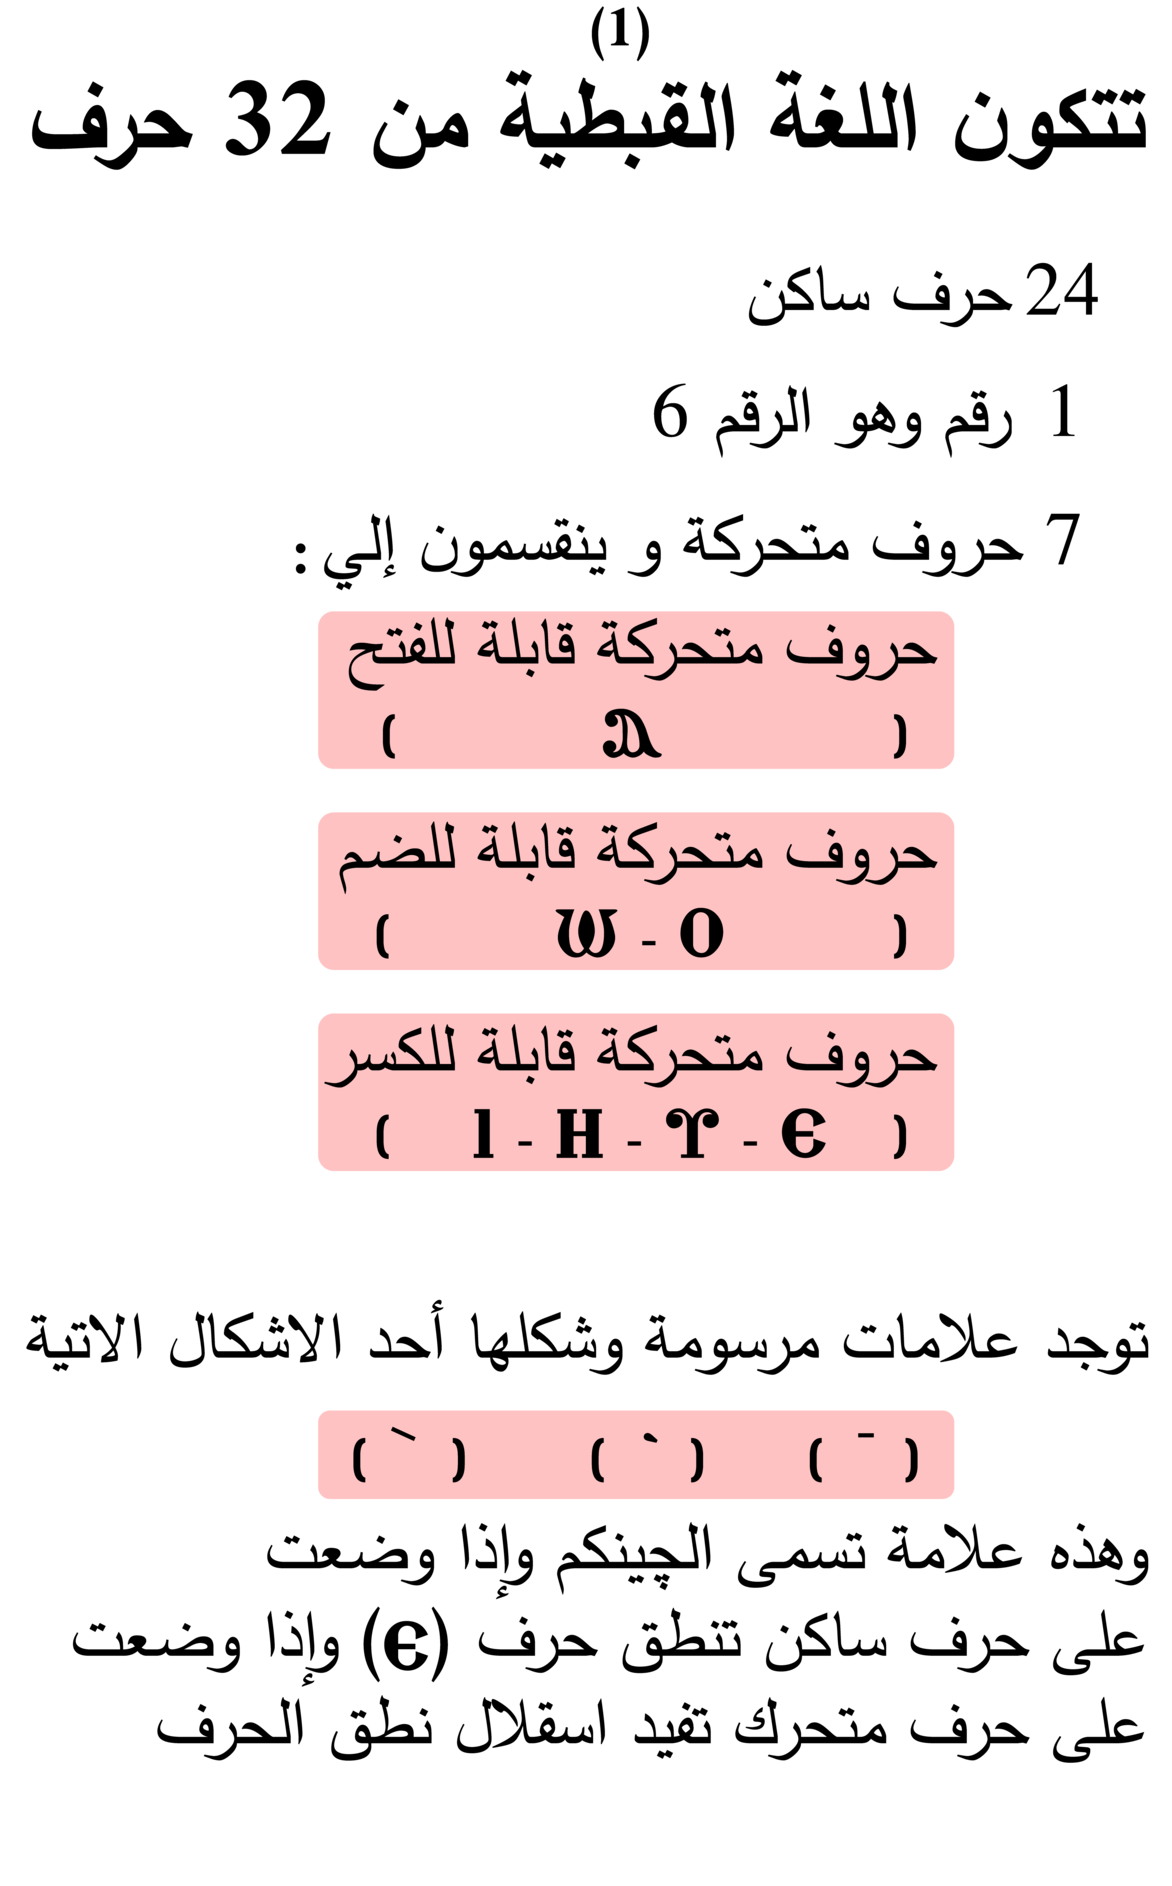 (1)
تتكون اللغة القبطية من 32 حرف
24 حرف ساكن
1 رقم وهو الرقم 6
7 حروف متحركة و ينقسمون إلي :
حروف متحركة قابلة للفتح
( Ⲁ )
حروف متحركة قابلة للضم
( Ⲟ - Ⲱ )
حروف متحركة قابلة للكسر
( Ⲉ - Ⲩ - Ⲏ - Ⲓ )
توجد علامات مرسومة وشكلها أحد الاشكال الاتية
( ¯ ) ( ` ) ( ` )
وهذه علامة تسمى الچينكم وإذا وضعت
على حرف ساكن تنطق حرف (Ⲉ) وإذا وضعت
على حرف متحرك تفيد اسقلال نطق الحرف